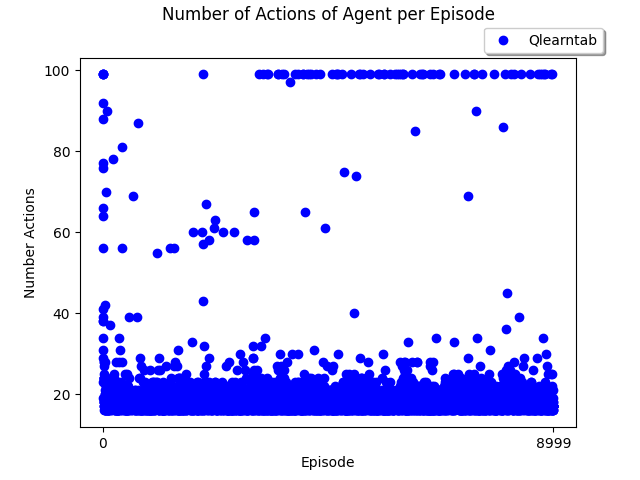 Number of Actions of Agent per Episode
Qlearntab
100
80
60
40
20
Number Actions
0
8999
Episode